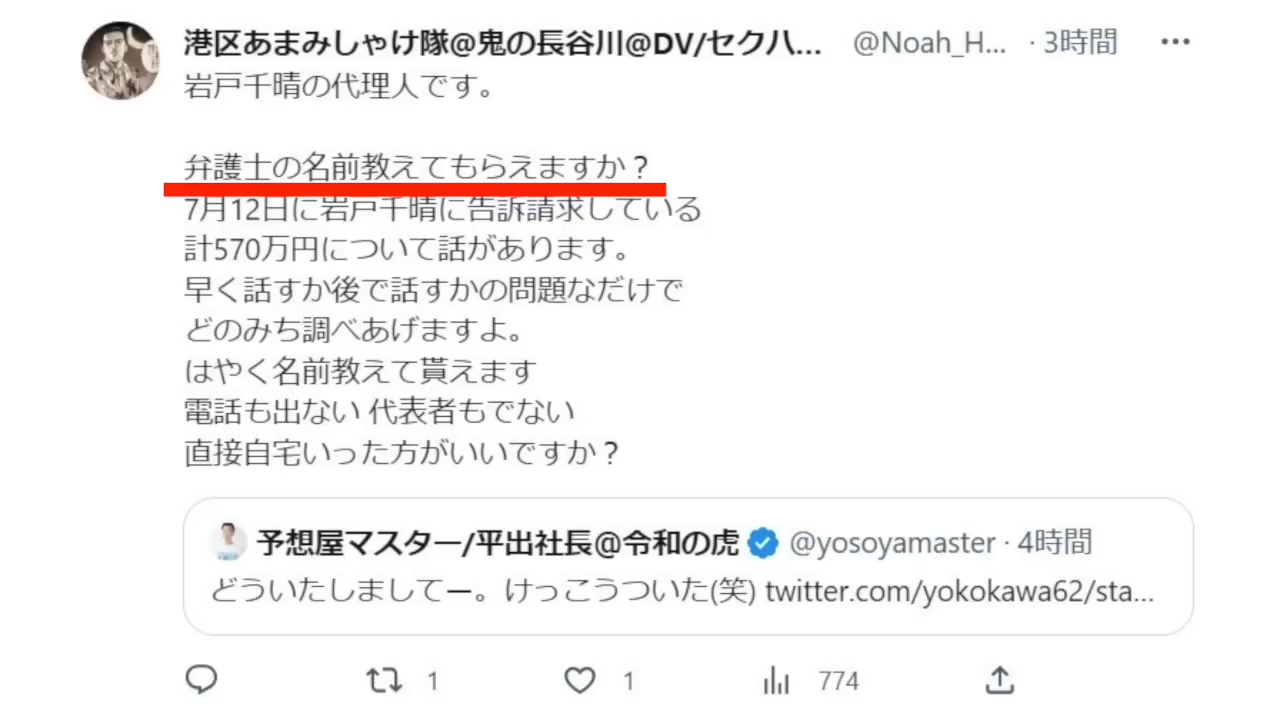 港区あまみしゃけ隊@鬼の長谷川@DV/セクハ... @Noah_H... · 3時間
岩戸千晴の代理人です。
弁護士の名前教えてもらえますか？
7月12日に岩戸千晴に告訴請求している
計570万円について話があります。
早く話すか後で話すかの問題なだけで
どのみち調べあげますよ。
はやく名前教えて貰えます
電話も出ない 代表者もでない
直接自宅いった方がいいですか？
予想屋マスター/平出社長@令和の虎 @yosoyamaster · 4時間
どういたしましてー。けっこうついた(笑) twitter.com/yokokawa62/sta...
1 1 774